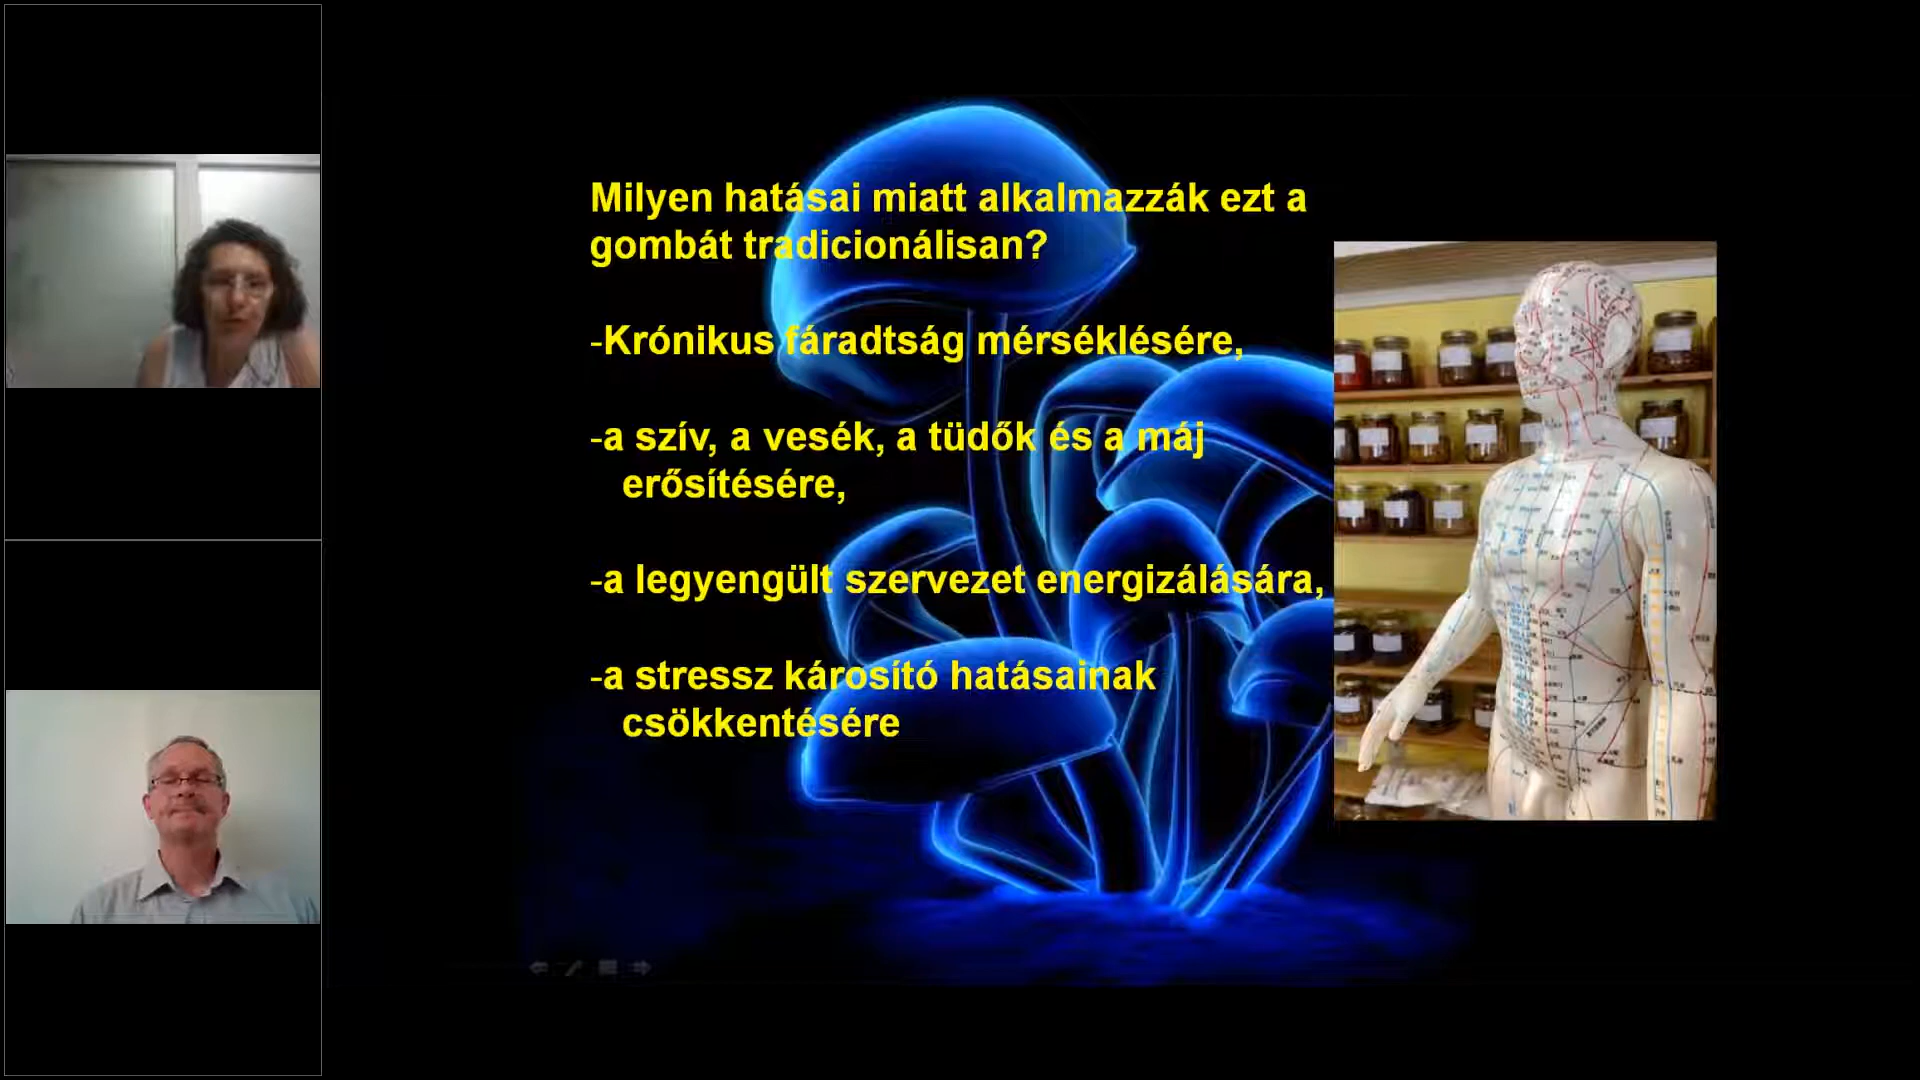 Milyen hatásai miatt alkalmazzák ezt a
gombát tradicionálisan?
-Krónikus fáradtság mérséklésére,
-a szív, a vesék, a tüdők és a máj
erősítésére,
-a legyengült szervezet energizálására,
-a stressz károsító hatásainak
csökkentésére